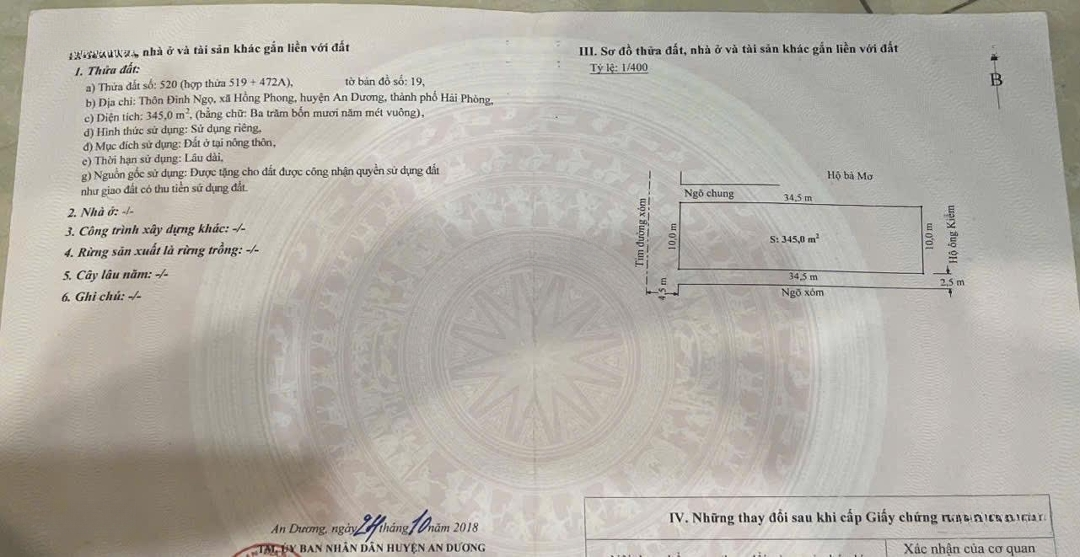 nhà ở và tài sản khác gắn liền với đất
1. Thửa đất:
a) Thửa đất số: 520 (hợp thửa 519 + 472A), tờ bản đồ số: 19,
b) Địa chỉ: Thôn Đình Ngọ, xã Hồng Phong, huyện An Dương, thành phố Hải Phòng,
c) Diện tích: 345,0 m², (bằng chữ: Ba trăm bốn mươi năm mét vuông),
d) Hình thức sử dụng: Sử dụng riêng,
đ) Mục đích sử dụng: Đất ở tại nông thôn,
e) Thời hạn sử dụng: Lâu dài,
g) Nguồn gốc sử dụng: Được tặng cho đất được công nhận quyền sử dụng đất
như giao đất có thu tiền sử dụng đất.
2. Nhà ở: -/-
3. Công trình xây dựng khác: -/-
4. Rừng sản xuất là rừng trồng: -/-
5. Cây lâu năm: -/-
6. Ghi chú: -/-
An Dương, ngày 24 tháng 10 năm 2018
TM. ỦY BAN NHÂN DÂN HUYỆN AN DƯƠNG
III. Sơ đồ thửa đất, nhà ở và tài sản khác gắn liền với đất
Tỷ lệ: 1/400
B
Hộ bà Mơ
Ngõ chung
34,5 m
Tim đường xóm
10,0 m
S: 345,0 m²
10,0 m
Hộ ông Kiểm
34,5 m
2,5 m
4,5 m
Ngõ xóm
IV. Những thay đổi sau khi cấp Giấy chứng
Xác nhận của cơ quan